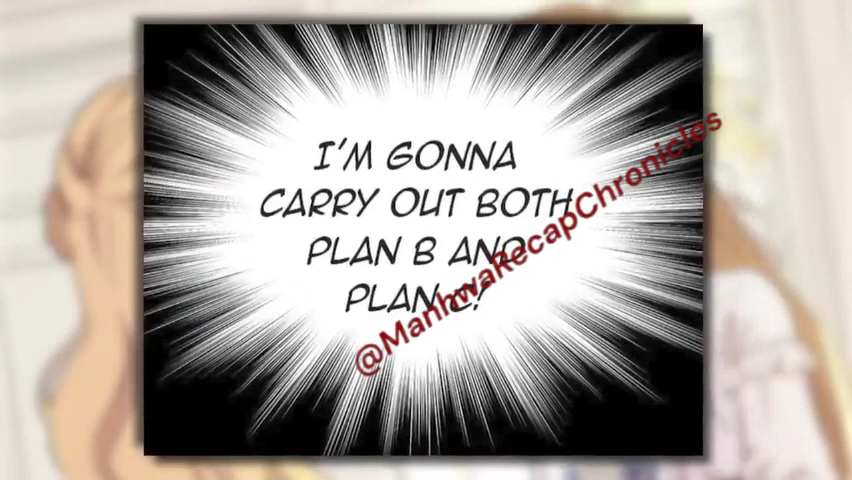 I'M GONNA
CARRY OUT BOTH
PLAN B AND
PLAN C!
@ManhwaRecapChronicles